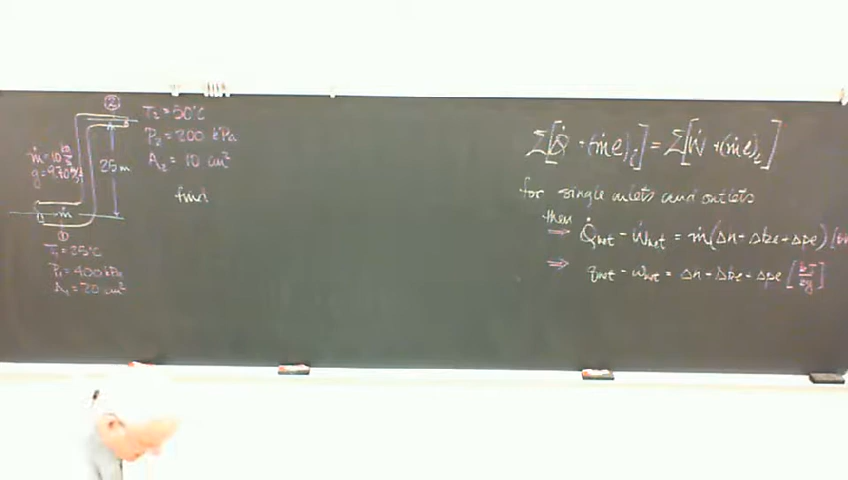 ②
T₂ = 50°C
P₂ = 200 kPa
A₂ = 10 cm²
find
ṁ = 10 kg/s
g = 9.70 m/s²
25 m
ṁ
①
T₁ = 35°C
P₁ = 400 kPa
A₁ = 20 cm²
Σ[Q̇ + (ṁe)ᵢ] = Σ[Ẇ + (ṁe)ₑ]
for single inlets and outlets
then
⇒ Q̇net - Ẇnet = ṁ(Δh + Δke + Δpe)
⇒ qnet - wnet = Δh + Δke + Δpe [kJ/kg]